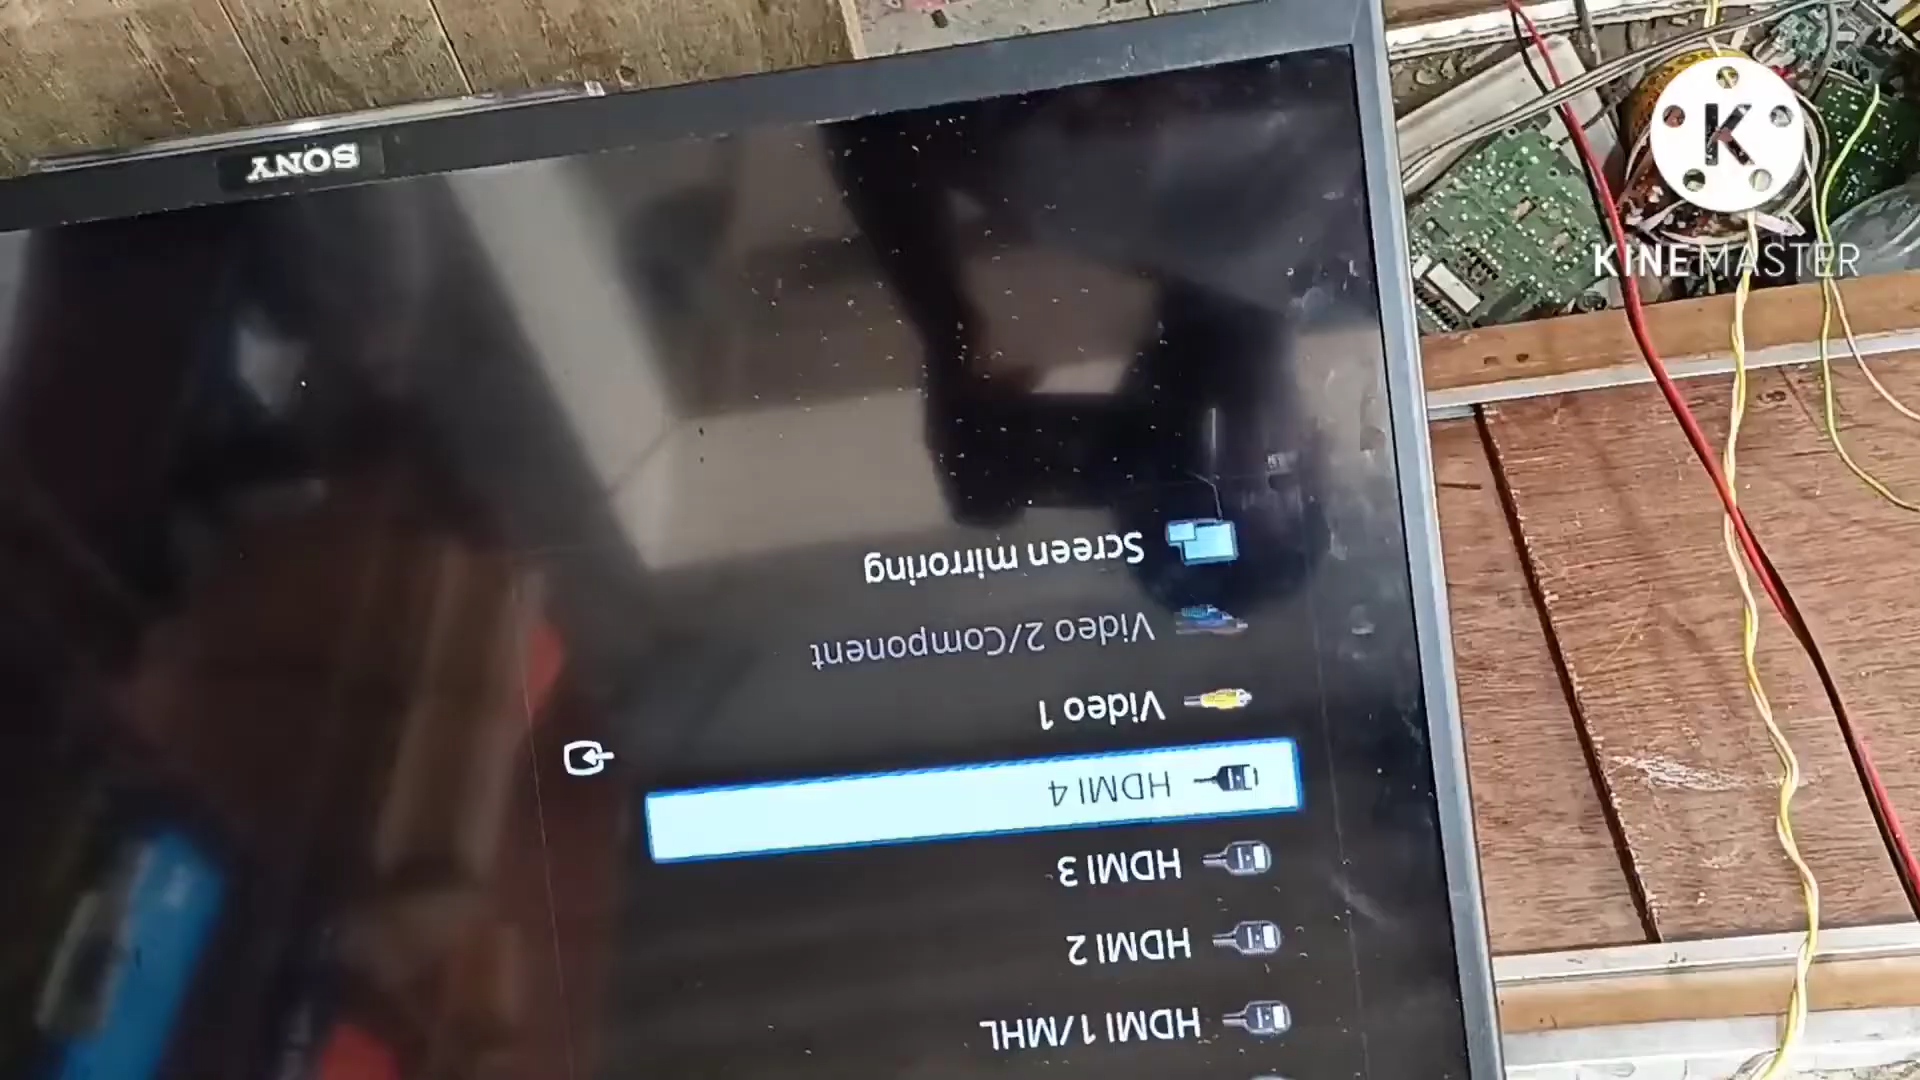 SONY
HDMI 1/MHL
HDMI 2
HDMI 3
HDMI 4
Video 1
Video 2/Component
Screen mirroring
K
KINEMASTER